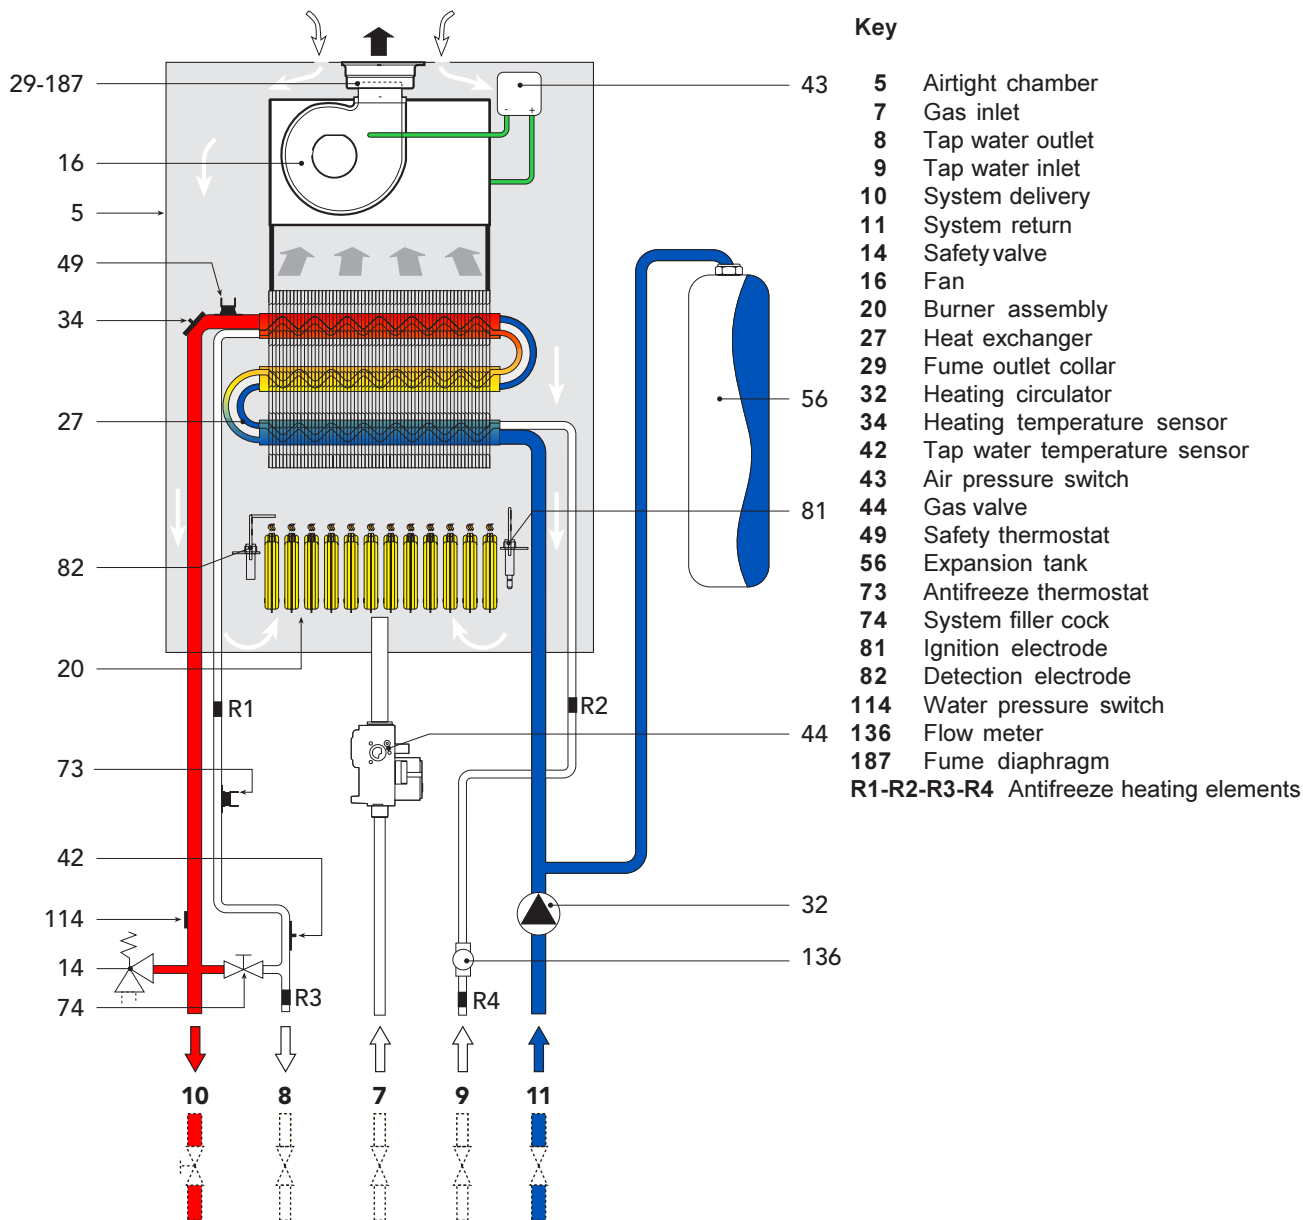 Key
5 Airtight chamber
7 Gas inlet
8 Tap water outlet
9 Tap water inlet
10 System delivery
11 System return
14 Safety valve
16 Fan
20 Burner assembly
27 Heat exchanger
29 Fume outlet collar
32 Heating circulator
34 Heating temperature sensor
42 Tap water temperature sensor
43 Air pressure switch
44 Gas valve
49 Safety thermostat
56 Expansion tank
73 Antifreeze thermostat
74 System filler cock
81 Ignition electrode
82 Detection electrode
114 Water pressure switch
136 Flow meter
187 Fume diaphragm
R1-R2-R3-R4 Antifreeze heating elements
29-187
16
5
49
34
27
82
20
73
42
114
14
74
43
- +
56
81
44
32
136
R1
R2
R3
R4
10 8 7 9 11